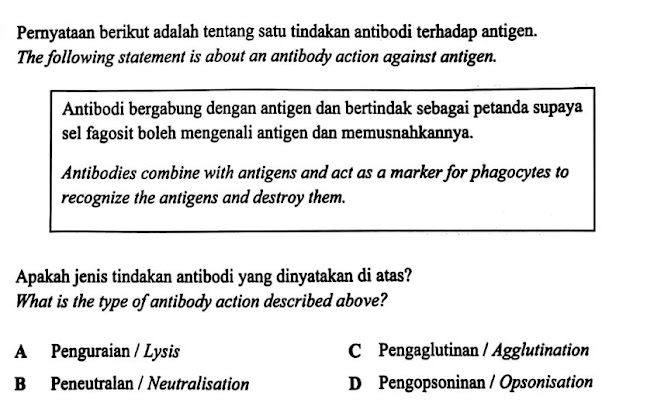 Pernyataan berikut adalah tentang satu tindakan antibodi terhadap antigen.
The following statement is about an antibody action against antigen.
Antibodi bergabung dengan antigen dan bertindak sebagai petanda supaya
sel fagosit boleh mengenali antigen dan memusnahkannya.
Antibodies combine with antigens and act as a marker for phagocytes to
recognize the antigens and destroy them.
Apakah jenis tindakan antibodi yang dinyatakan di atas?
What is the type of antibody action described above?
A Penguraian / Lysis
B Peneutralan / Neutralisation
C Pengaglutinan / Agglutination
D Pengopsoninan / Opsonisation